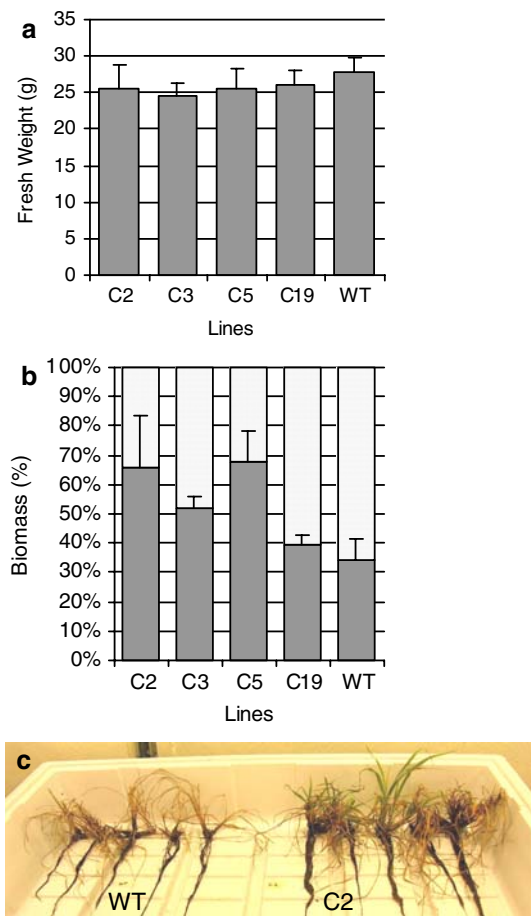 a
Fresh Weight (g)
35
30
25
20
15
10
5
0
C2 C3 C5 C19 WT
Lines
b
Biomass (%)
100%
90%
80%
70%
60%
50%
40%
30%
20%
10%
0%
C2 C3 C5 C19 WT
Lines
c
WT C2